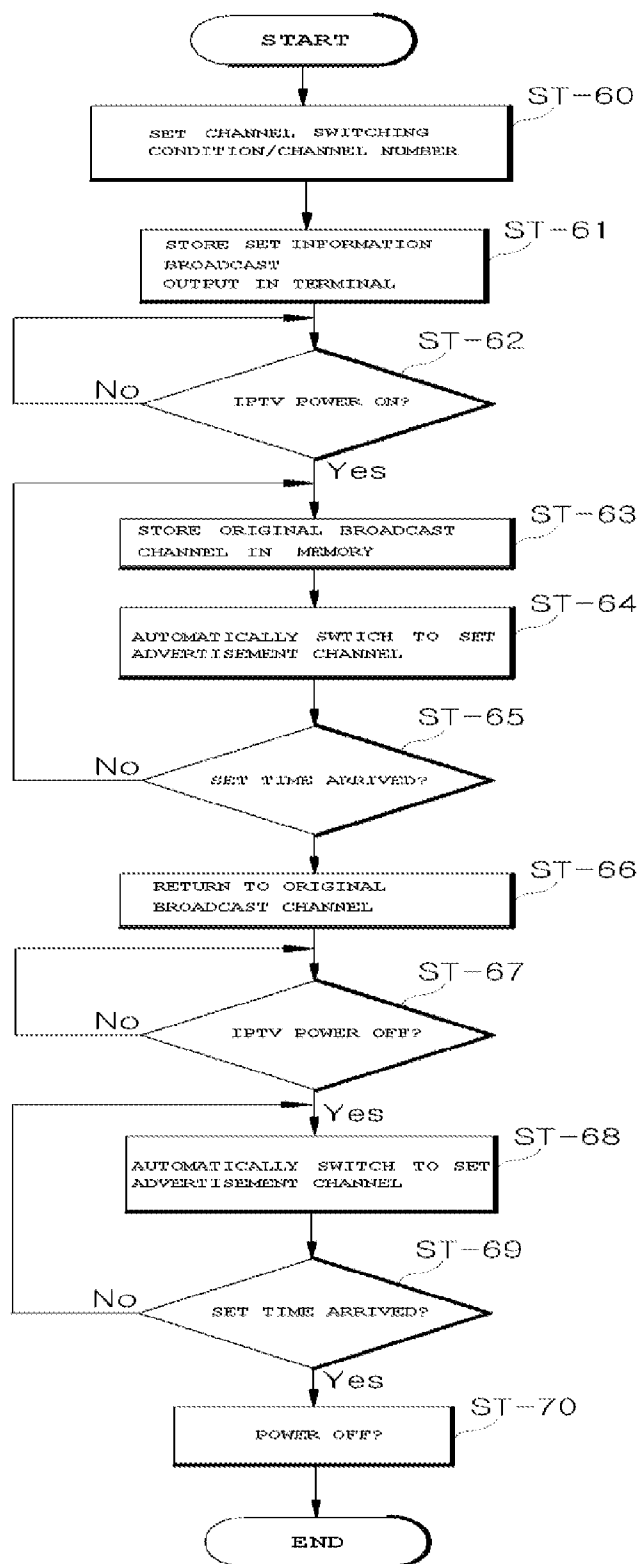 START
ST-60
SET CHANNEL SWITCHING
CONDITION/CHANNEL NUMBER
ST-61
STORE SET INFORMATION
BROADCAST
OUTPUT IN TERMINAL
ST-62
No
IPTV POWER ON?
Yes
ST-63
STORE ORIGINAL BROADCAST
CHANNEL IN MEMORY
ST-64
AUTOMATICALLY SWTICH TO SET
ADVERTISEMENT CHANNEL
ST-65
No
SET TIME ARRIVED?
ST-66
RETURN TO ORIGINAL
BROADCAST CHANNEL
ST-67
No
IPTV POWER OFF?
Yes
ST-68
AUTOMATICALLY SWITCH TO SET
ADVERTISEMENT CHANNEL
ST-69
No
SET TIME ARRIVED?
Yes
ST-70
POWER OFF?
END